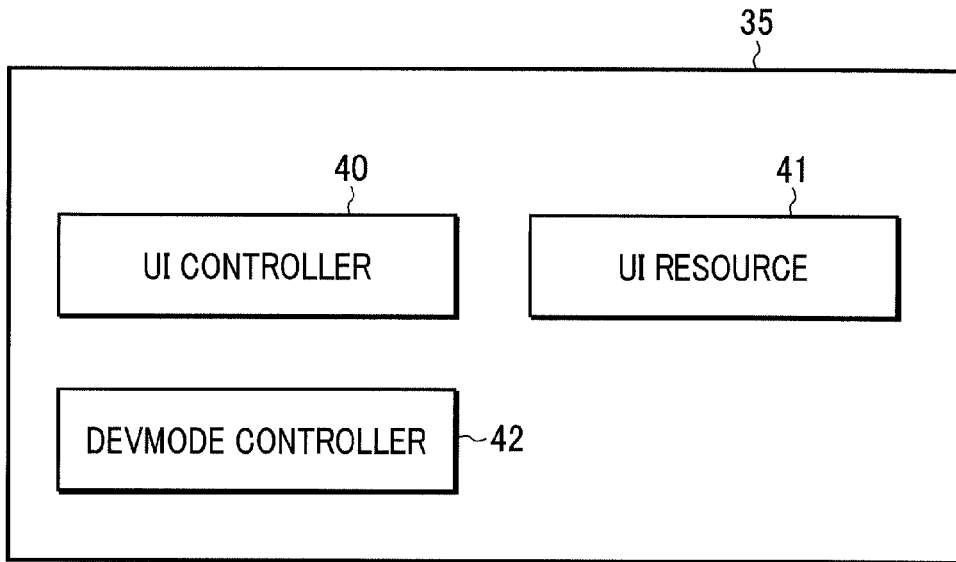 35
40
41
UI CONTROLLER
UI RESOURCE
DEVMODE CONTROLLER
42